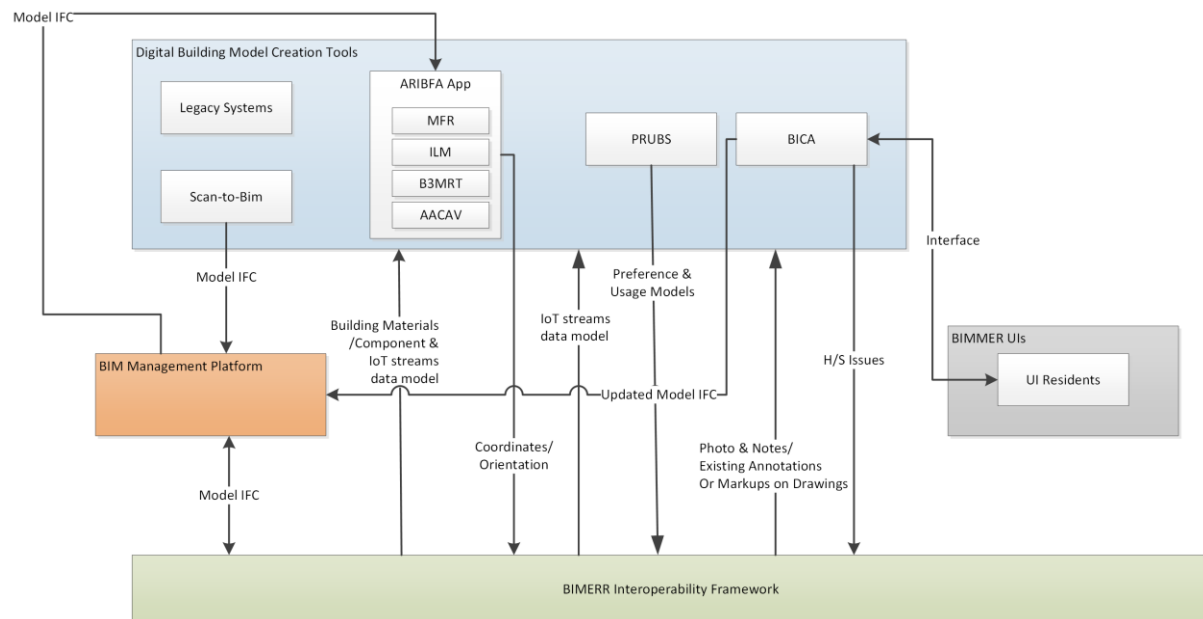 Model IFC
Digital Building Model Creation Tools
Legacy Systems
ARIBFA App
MFR
ILM
B3MRT
AACAV
PRUBS
BICA
Scan-to-Bim
Interface
Model IFC
Preference &
Usage Models
Building Materials
/Component &
IoT streams
data model
IoT streams
data model
H/S Issues
BIMMER UIs
UI Residents
BIM Management Platform
Updated Model IFC
Coordinates/
Orientation
Photo & Notes/
Existing Annotations
Or Markups on Drawings
Model IFC
BIMERR Interoperability Framework